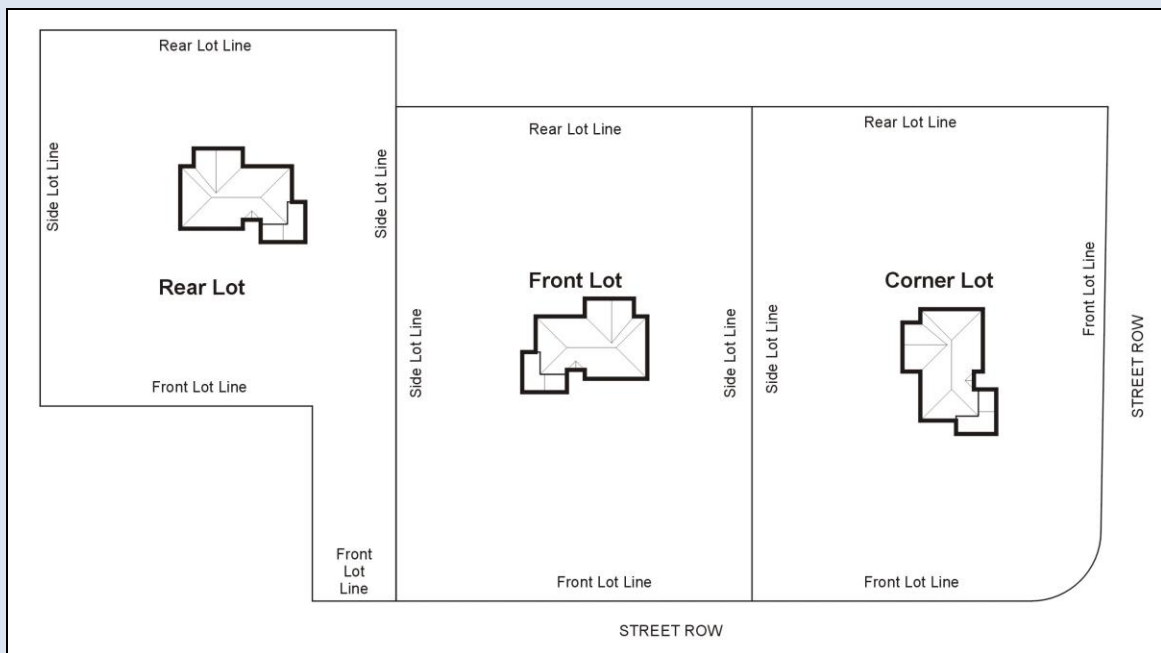 Rear Lot Line
Side Lot Line
Side Lot Line
Rear Lot
Front Lot Line
Front
Lot
Line
Rear Lot Line
Front Lot
Side Lot Line
Side Lot Line
Front Lot Line
Rear Lot Line
Corner Lot
Side Lot Line
Front Lot Line
Front Lot Line
STREET ROW
STREET ROW